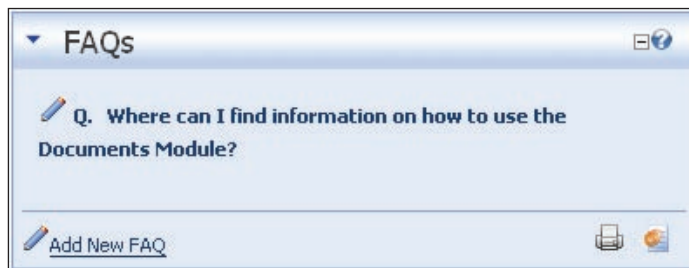 FAQs
Q. Where can I find information on how to use the
Documents Module?
Add New FAQ